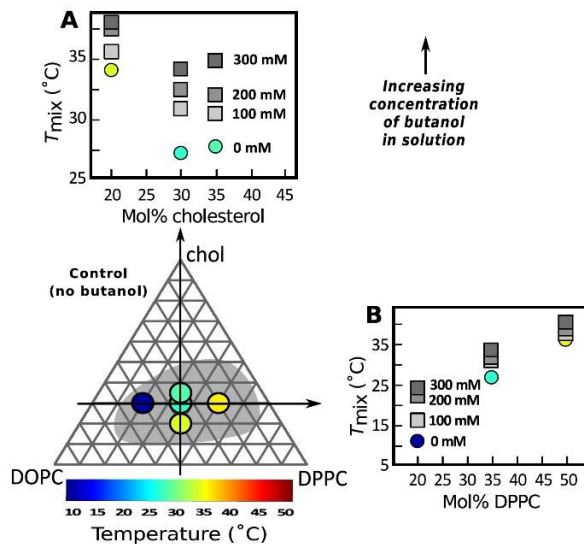 A
Tmix (˚C)
35
30
25
300 mM
200 mM
100 mM
0 mM
20 25 30 35 40 45
Mol% cholesterol
Increasing
concentration
of butanol
in solution
chol
Control
(no butanol)
DOPC
DPPC
10 15 20 25 30 35 40 45 50
Temperature (˚C)
B
Tmix (˚C)
35
25
15
5
300 mM
200 mM
100 mM
0 mM
20 25 30 35 40 45 50
Mol% DPPC